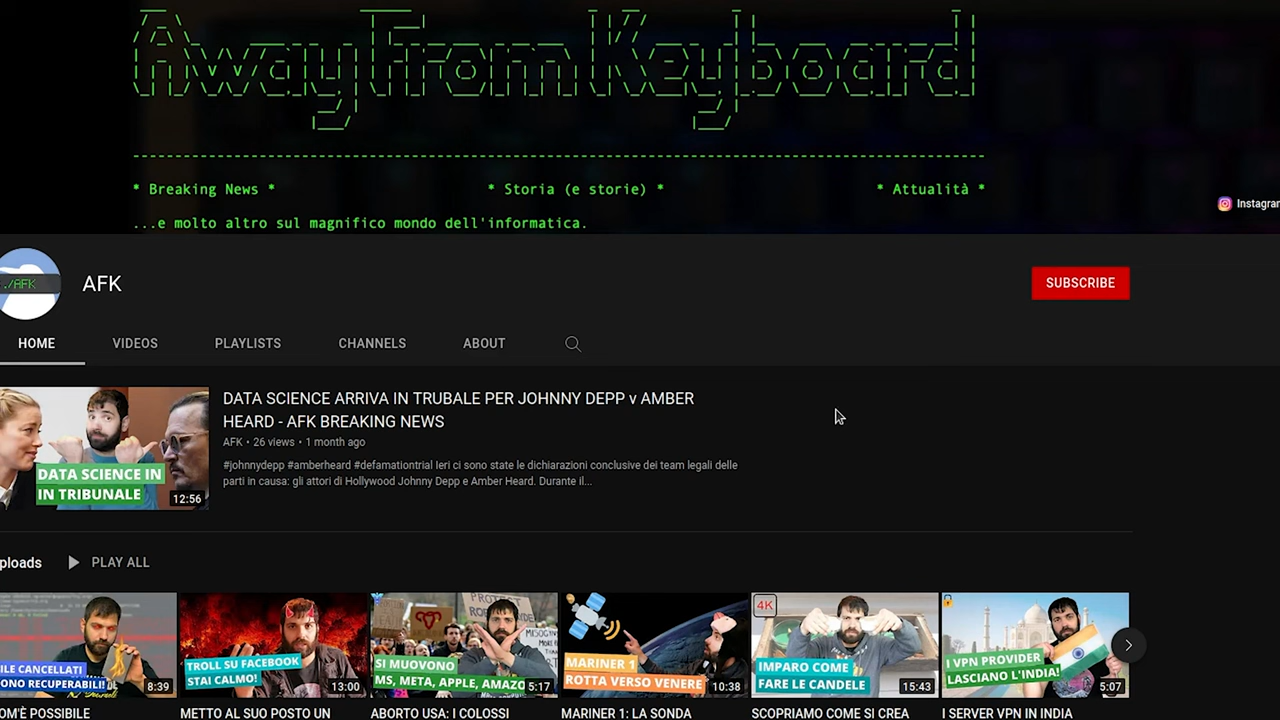 Away From Keyboard
* Breaking News * * Storia (e storie) * * Attualità *
...e molto altro sul magnifico mondo dell'informatica.
Instagram
./AFK
AFK
SUBSCRIBE
HOME VIDEOS PLAYLISTS CHANNELS ABOUT
DATA SCIENCE ARRIVA IN TRUBALE PER JOHNNY DEPP v AMBER
HEARD - AFK BREAKING NEWS
AFK • 26 views • 1 month ago
#johnnydepp #amberheard #defamationtrial Ieri ci sono state le dichiarazioni conclusive dei team legali delle
parti in causa: gli attori di Hollywood Johnny Depp e Amber Heard. Durante il...
DATA SCIENCE IN
IN TRIBUNALE
12:56
ploads PLAY ALL
ILE CANCELLATI
ONO RECUPERABILI!
8:39
TROLL SU FACEBOOK
STAI CALMO!
13:00
SI MUOVONO
MS, META, APPLE, AMAZO
5:17
MARINER 1
ROTTA VERSO VENERE
10:38
4K
IMPARO COME
FARE LE CANDELE
15:43
I VPN PROVIDER
LASCIANO L'INDIA!
5:07
OM'È POSSIBILE
METTO AL SUO POSTO UN
ABORTO USA: I COLOSSI
MARINER 1: LA SONDA
SCOPRIAMO COME SI CREA
I SERVER VPN IN INDIA